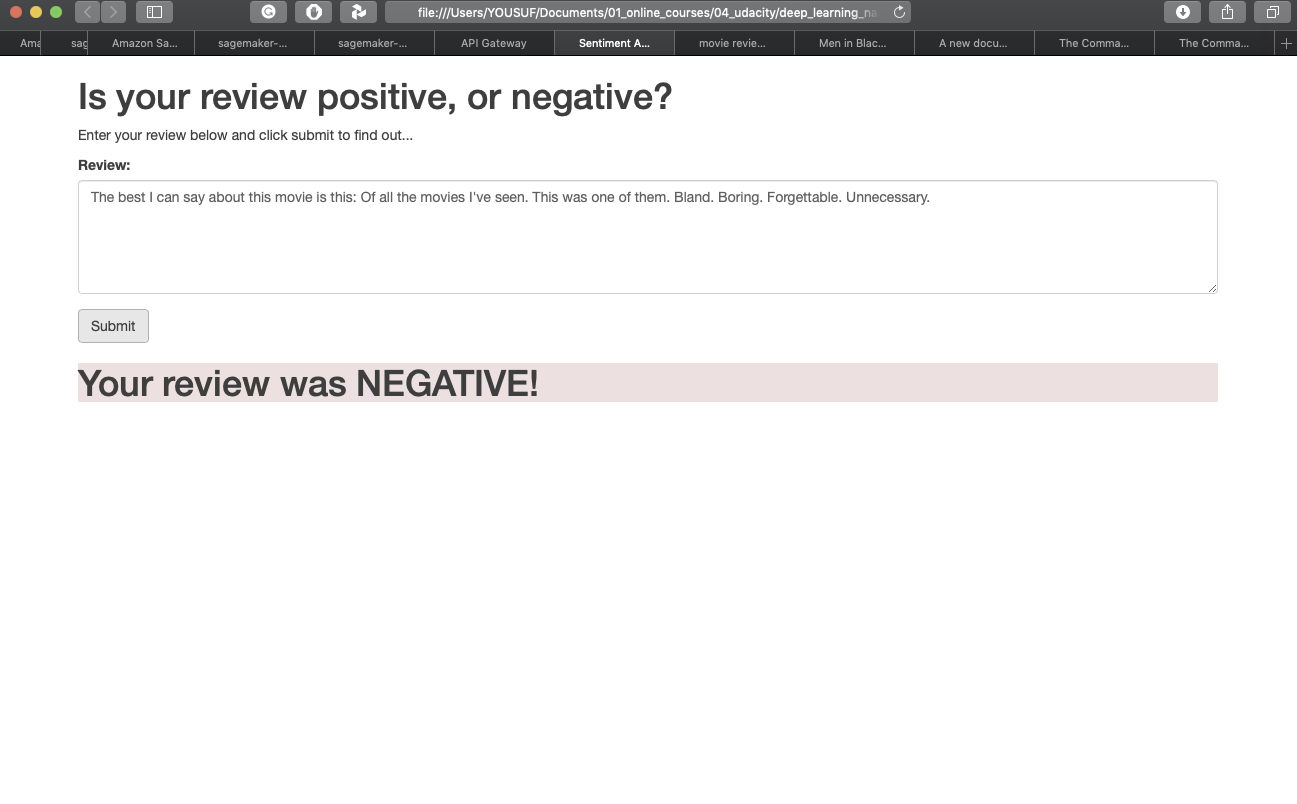 file:///Users/YOUSUF/Documents/01_online_courses/04_udacity/deep_learning_na
Ama sag Amazon Sa... sagemaker-... sagemaker-... API Gateway Sentiment A... movie revie... Men in Blac... A new docu... The Comma... The Comma...
Is your review positive, or negative?
Enter your review below and click submit to find out...
Review:
The best I can say about this movie is this: Of all the movies I've seen. This was one of them. Bland. Boring. Forgettable. Unnecessary.
Submit
Your review was NEGATIVE!